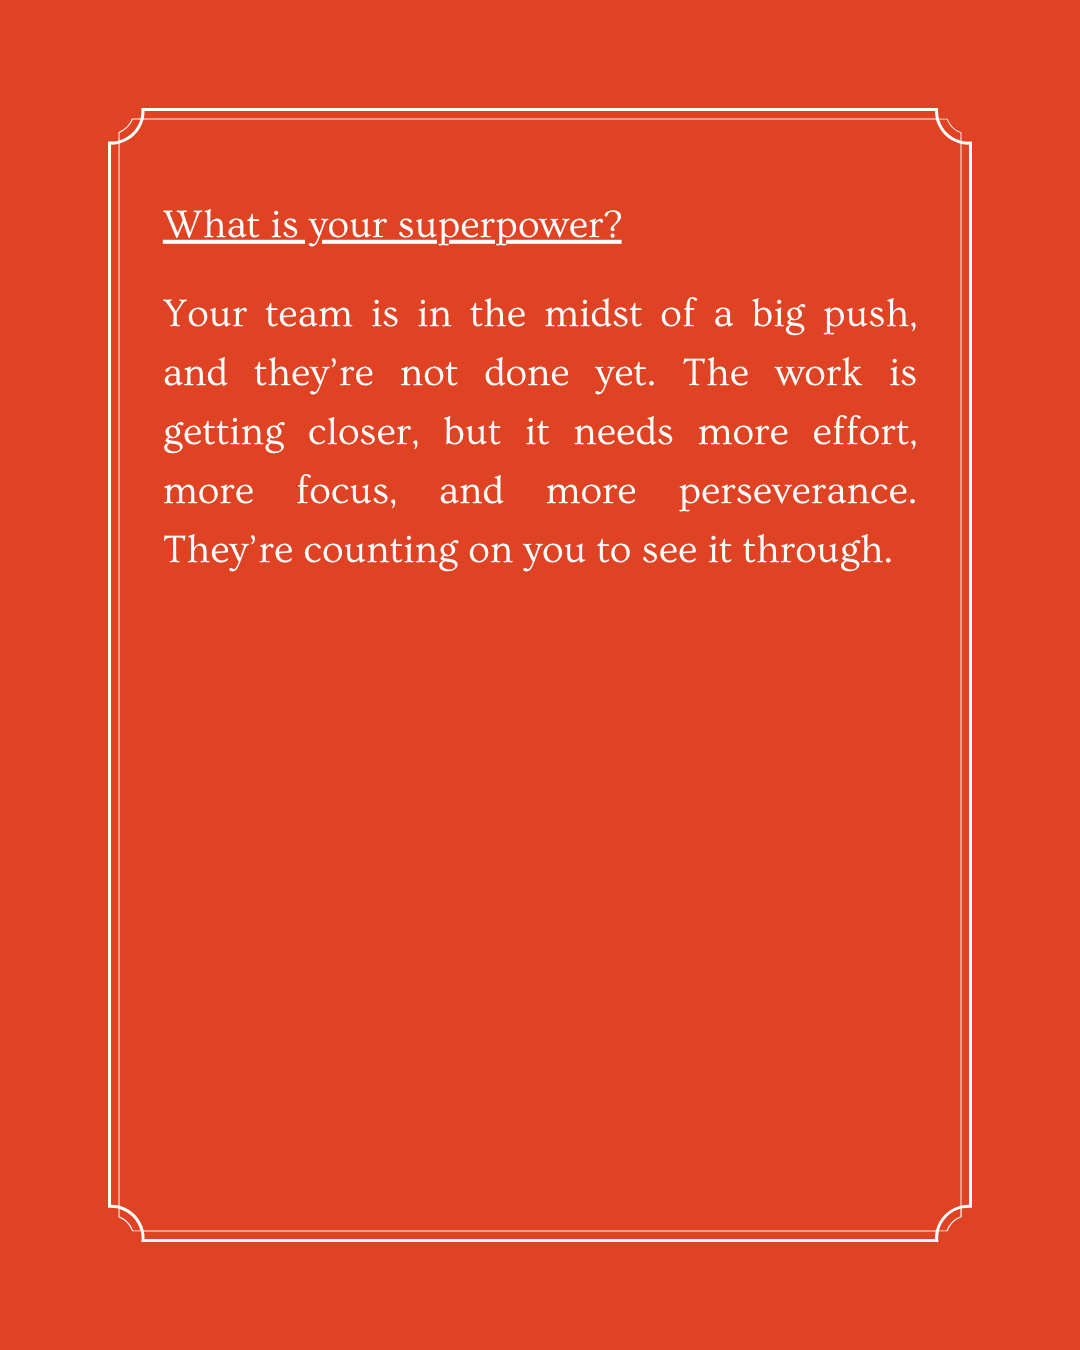 What is your superpower?
Your team is in the midst of a big push,
and they’re not done yet. The work is
getting closer, but it needs more effort,
more focus, and more perseverance.
They’re counting on you to see it through.